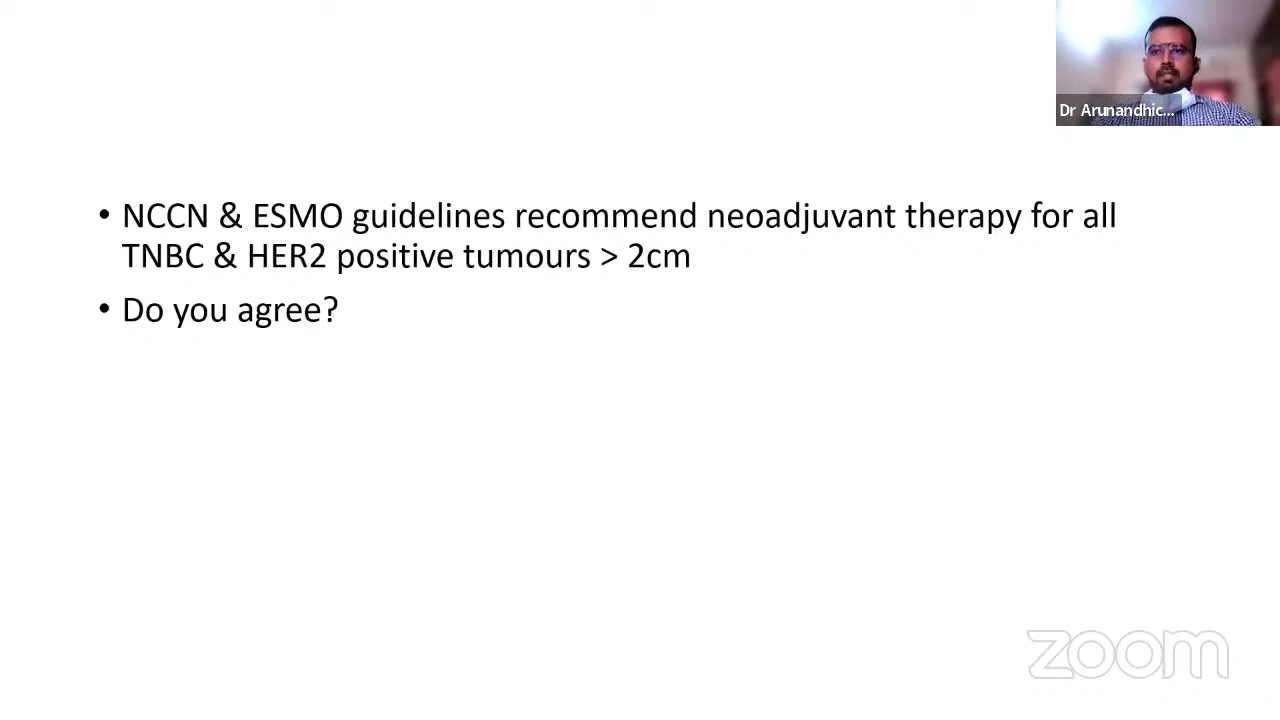 Dr Arunandhic...
• NCCN & ESMO guidelines recommend neoadjuvant therapy for all
TNBC & HER2 positive tumours > 2cm
• Do you agree?
zoom